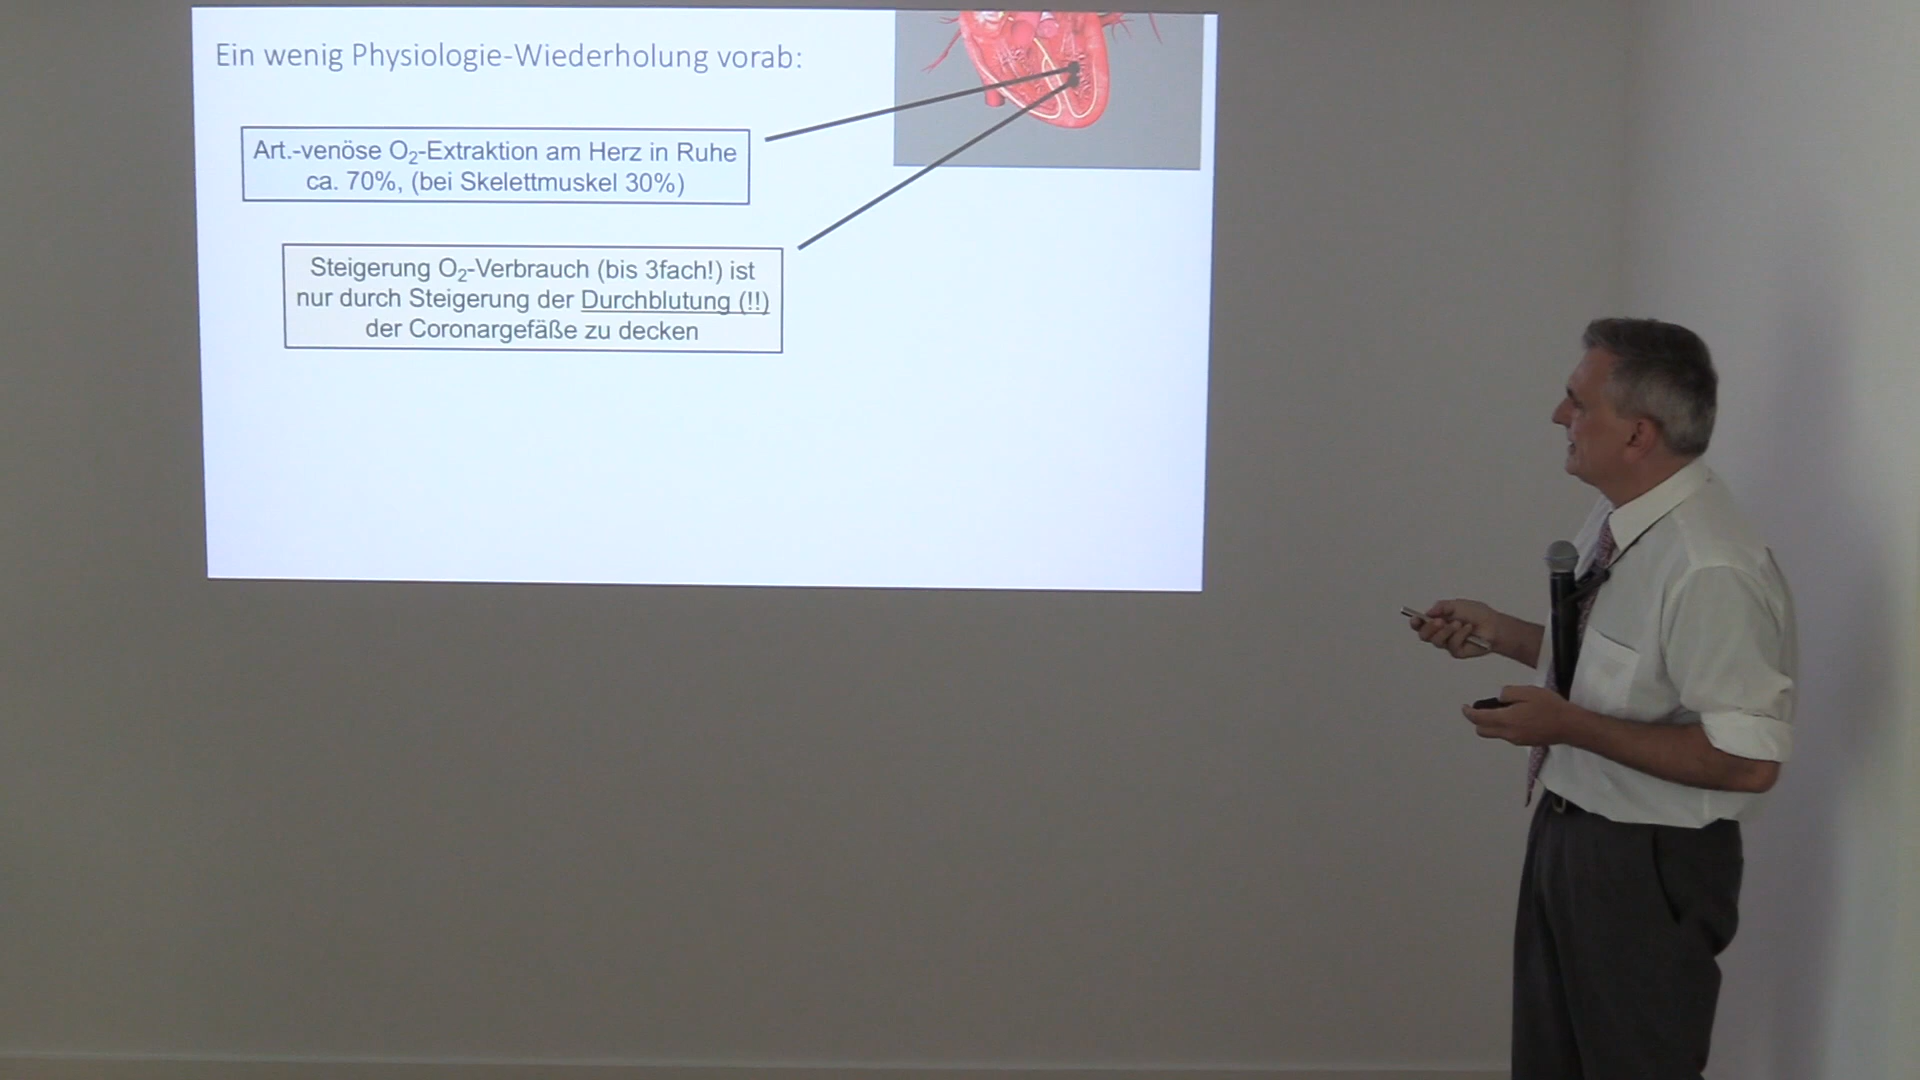 Ein wenig Physiologie-Wiederholung vorab:
Art.-venöse O₂-Extraktion am Herz in Ruhe
ca. 70%, (bei Skelettmuskel 30%)
Steigerung O₂-Verbrauch (bis 3fach!) ist
nur durch Steigerung der Durchblutung (!!)
der Coronargefäße zu decken